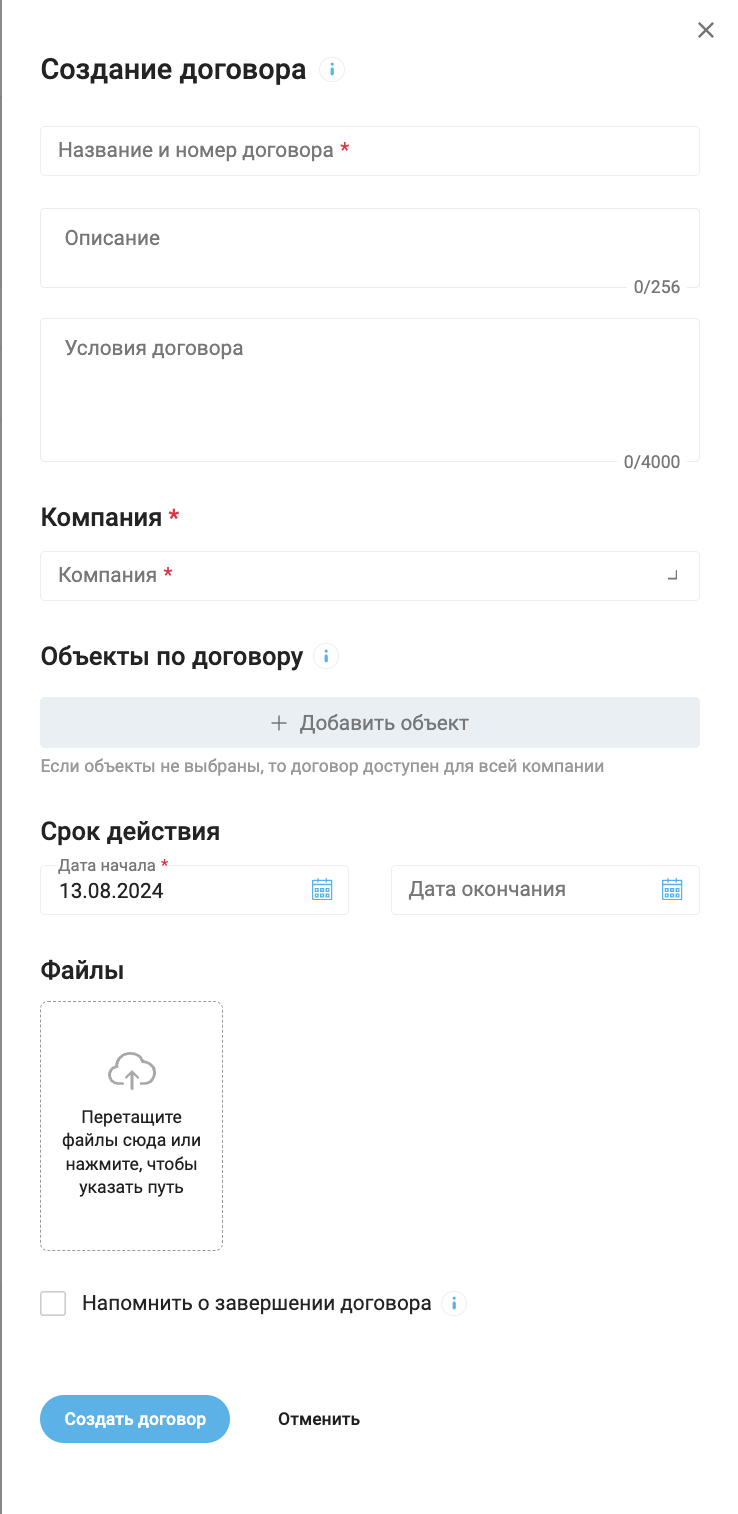 Создание договора
Название и номер договора *
Описание
0/256
Условия договора
0/4000
Компания *
Компания *
Объекты по договору
+ Добавить объект
Если объекты не выбраны, то договор доступен для всей компании
Срок действия
Дата начала *
13.08.2024
Дата окончания
Файлы
Перетащите
файлы сюда или
нажмите, чтобы
указать путь
Напомнить о завершении договора
Создать договор
Отменить